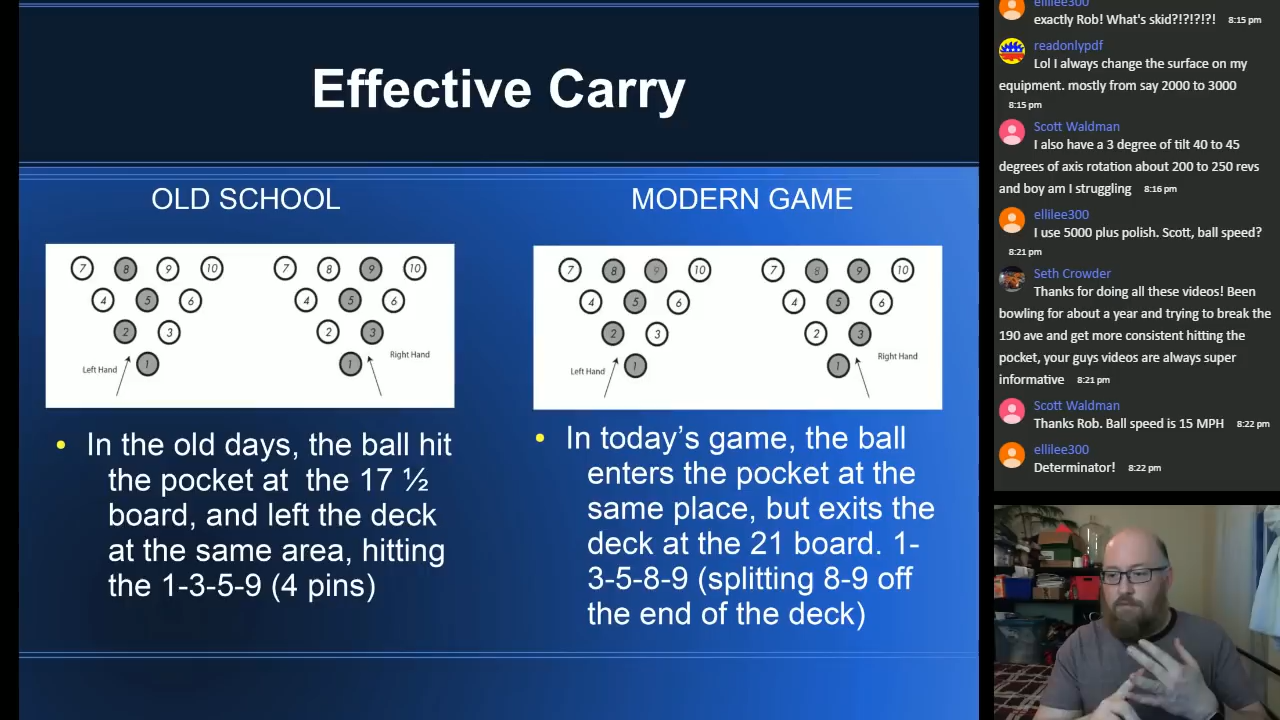 Effective Carry
OLD SCHOOL
7 8 9 10 7 8 9 10
4 5 6 4 5 6
2 3 2 3
Right Hand
Left Hand
1 1
• In the old days, the ball hit
the pocket at the 17 ½
board, and left the deck
at the same area, hitting
the 1-3-5-9 (4 pins)
MODERN GAME
7 8 9 10 7 8 9 10
4 5 6 4 5 6
2 3 2 3
Right Hand
Left Hand
1 1
• In today’s game, the ball
enters the pocket at the
same place, but exits the
deck at the 21 board. 1-
3-5-8-9 (splitting 8-9 off
the end of the deck)
ellilee300
exactly Rob! What's skid?!?!?!?! 8:15 pm
readonlypdf
Lol I always change the surface on my
equipment. mostly from say 2000 to 3000
8:15 pm
Scott Waldman
I also have a 3 degree of tilt 40 to 45
degrees of axis rotation about 200 to 250 revs
and boy am I struggling 8:16 pm
ellilee300
I use 5000 plus polish. Scott, ball speed?
8:21 pm
Seth Crowder
Thanks for doing all these videos! Been
bowling for about a year and trying to break the
190 ave and get more consistent hitting the
pocket, your guys videos are always super
informative 8:21 pm
Scott Waldman
Thanks Rob. Ball speed is 15 MPH 8:22 pm
ellilee300
Determinator! 8:22 pm